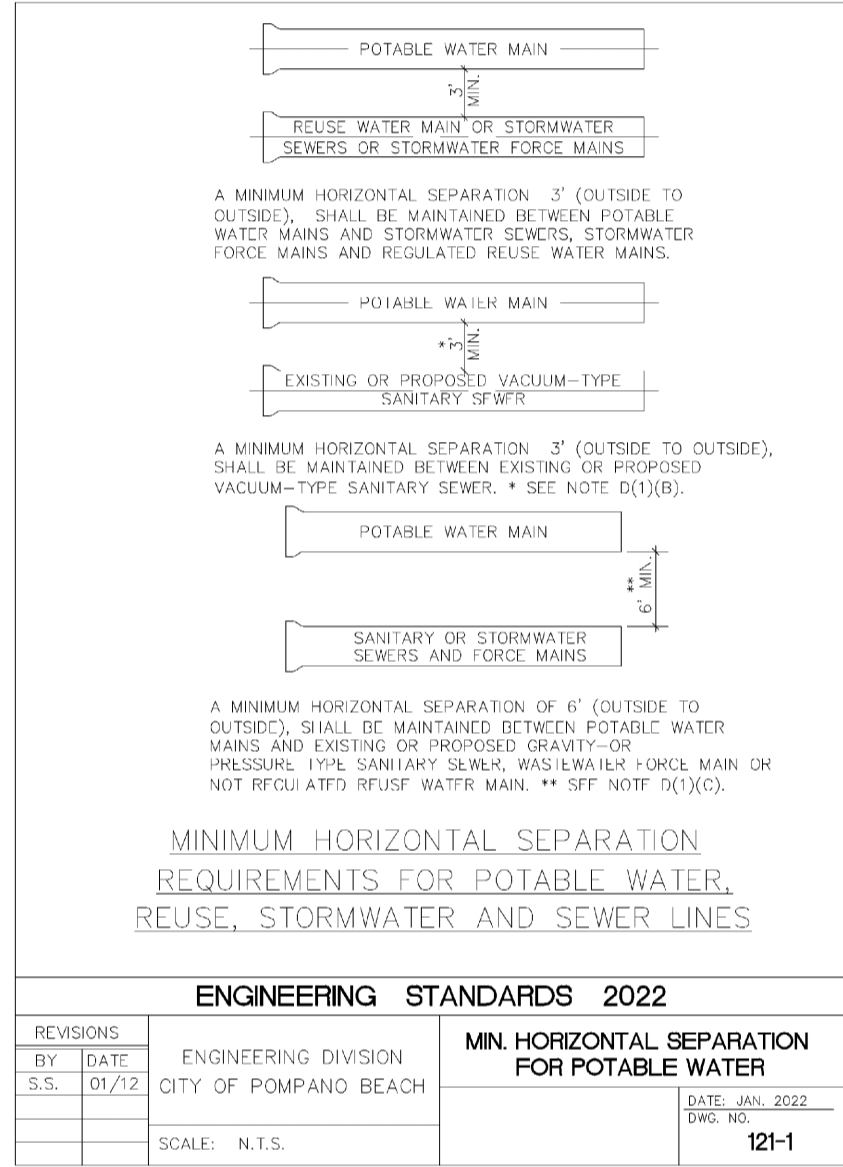 POTABLE WATER MAIN
3'
MIN.
REUSE WATER MAIN OR STORMWATER
SEWERS OR STORMWATER FORCE MAINS
A MINIMUM HORIZONTAL SEPARATION 3' (OUTSIDE TO
OUTSIDE), SHALL BE MAINTAINED BETWEEN POTABLE
WATER MAINS AND STORMWATER SEWERS, STORMWATER
FORCE MAINS AND REGULATED REUSE WATER MAINS.
POTABLE WATER MAIN
* 3'
MIN.
EXISTING OR PROPOSED VACUUM-TYPE
SANITARY SEWER
A MINIMUM HORIZONTAL SEPARATION 3' (OUTSIDE TO OUTSIDE),
SHALL BE MAINTAINED BETWEEN EXISTING OR PROPOSED
VACUUM-TYPE SANITARY SEWER. * SEE NOTE D(1)(B).
POTABLE WATER MAIN
**
6' MIN.
SANITARY OR STORMWATER
SEWERS AND FORCE MAINS
A MINIMUM HORIZONTAL SEPARATION OF 6' (OUTSIDE TO
OUTSIDE), SHALL BE MAINTAINED BETWEEN POTABLE WATER
MAINS AND EXISTING OR PROPOSED GRAVITY-OR
PRESSURE TYPE SANITARY SEWER, WASTEWATER FORCE MAIN OR
NOT REGULATED REUSE WATER MAIN. ** SEE NOTE D(1)(C).
MINIMUM HORIZONTAL SEPARATION
REQUIREMENTS FOR POTABLE WATER,
REUSE, STORMWATER AND SEWER LINES
ENGINEERING STANDARDS 2022
REVISIONS
BY DATE
S.S. 01/12
ENGINEERING DIVISION
CITY OF POMPANO BEACH
SCALE: N.T.S.
MIN. HORIZONTAL SEPARATION
FOR POTABLE WATER
DATE: JAN. 2022
DWG. NO.
121-1